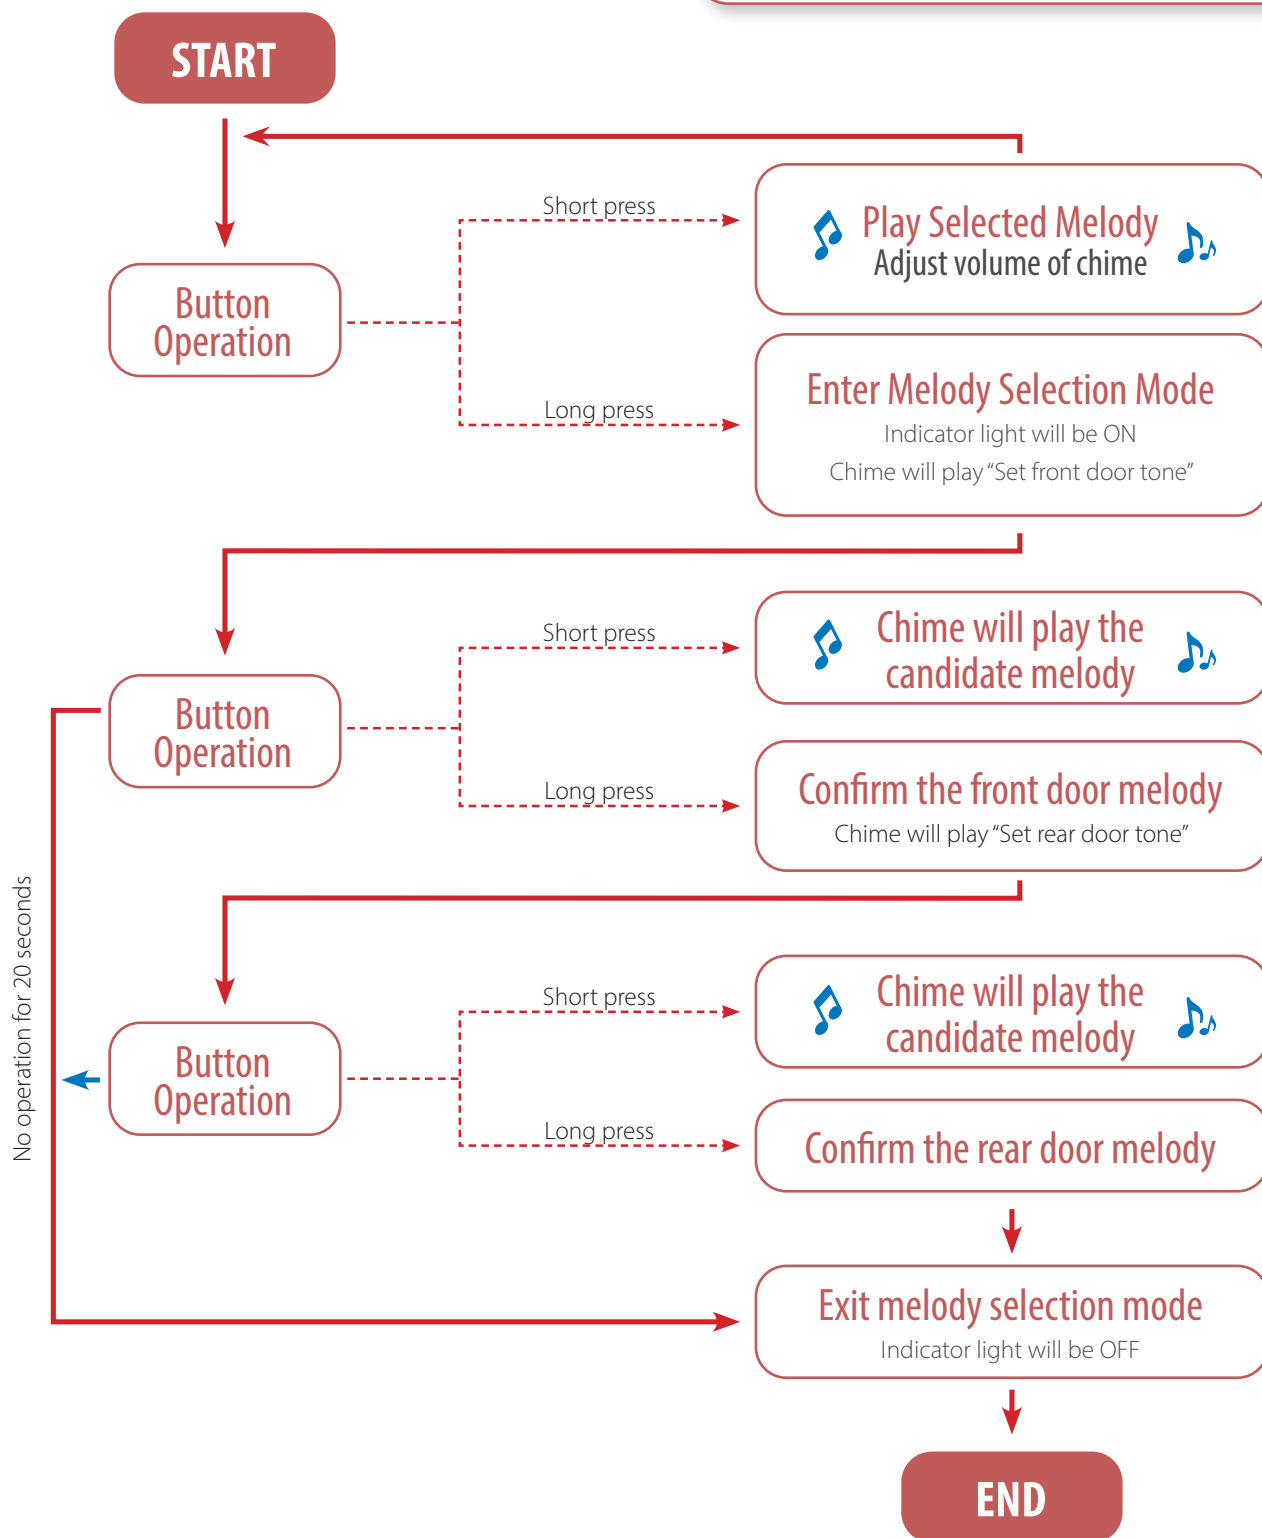 START
Short press
Play Selected Melody
Adjust volume of chime
Button
Operation
Long press
Enter Melody Selection Mode
Indicator light will be ON
Chime will play “Set front door tone”
Short press
Chime will play the
candidate melody
Button
Operation
Long press
Confirm the front door melody
Chime will play “Set rear door tone”
No operation for 20 seconds
Short press
Chime will play the
candidate melody
Button
Operation
Long press
Confirm the rear door melody
Exit melody selection mode
Indicator light will be OFF
END